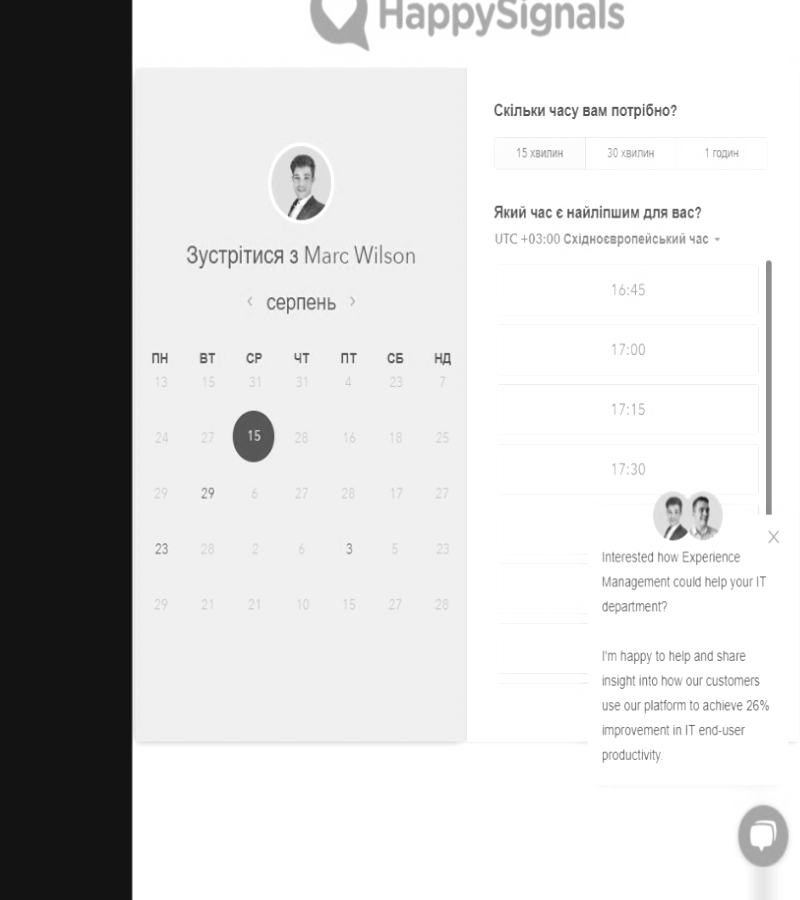 HappySignals
Скільки часу вам потрібно?
15 хвилин 30 хвилин 1 годин
Який час є найліпшим для вас?
UTC +03:00 Східноєвропейський час
16:45
17:00
17:15
17:30
Зустрітися з Marc Wilson
серпень
ПН ВТ СР ЧТ ПТ СБ НД
13 15 31 31 4 23 7
24 27 15 28 16 18 25
29 29 6 27 28 17 27
23 28 2 6 3 5 23
29 21 21 10 15 27 28
Interested how Experience
Management could help your IT
department?
I'm happy to help and share
insight into how our customers
use our platform to achieve 26%
improvement in IT end-user
productivity.